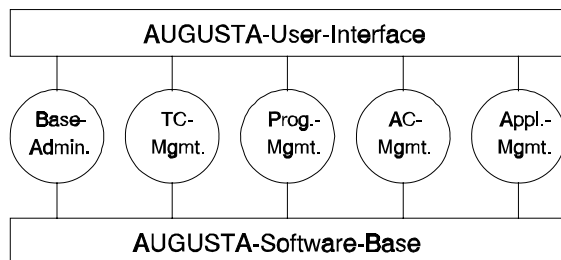 AUGUSTA-User-Interface
Base-
Admin.
TC-
Mgmt.
Prog.-
Mgmt.
AC-
Mgmt.
Appl.-
Mgmt.
AUGUSTA-Software-Base